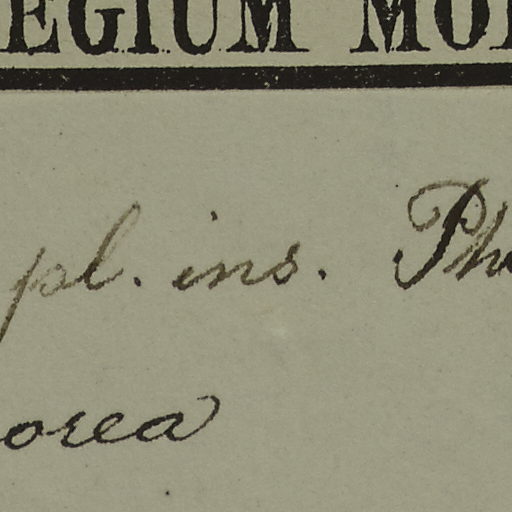 EGIUM MO
pl. ins. Ph
orea